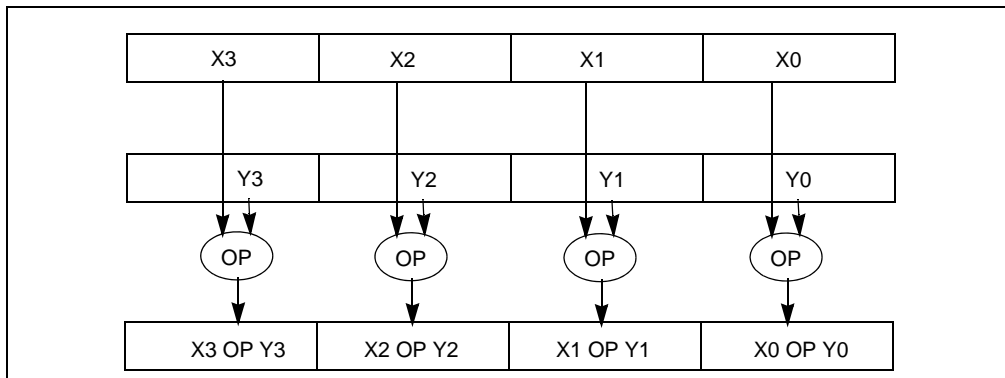 X3 X2 X1 X0
Y3 Y2 Y1 Y0
OP OP OP OP
X3 OP Y3 X2 OP Y2 X1 OP Y1 X0 OP Y0